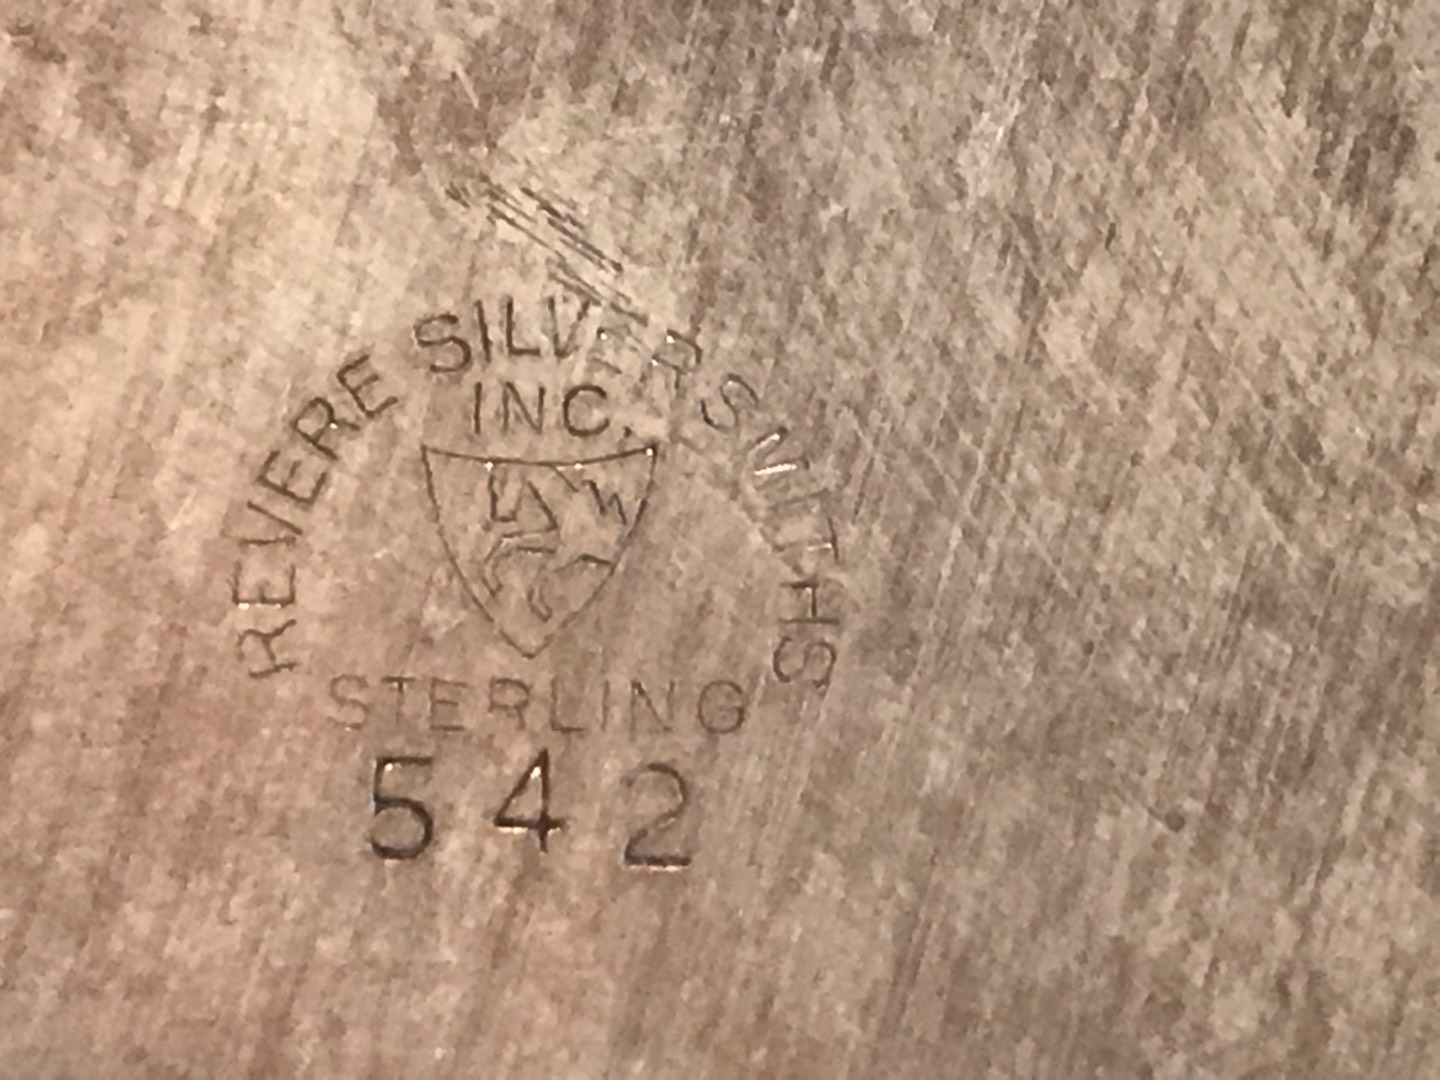 REVERE SILVERSMITHS
INC.
STERLING
542